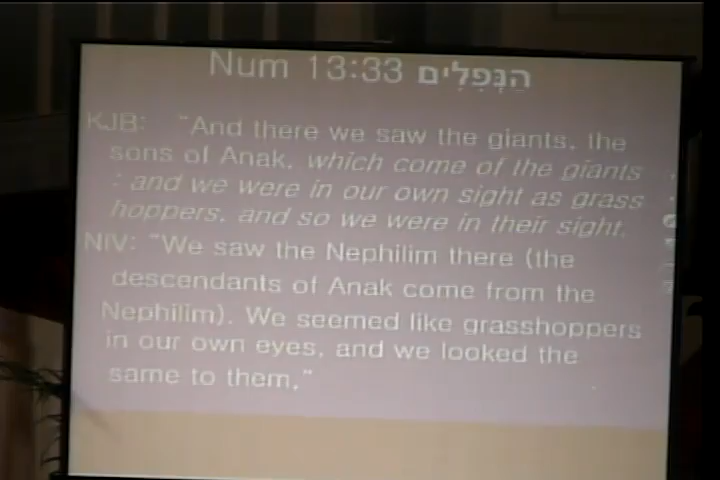 Num 13:33 הַנְּפִלִים
KJB: "And there we saw the giants, the
sons of Anak, which come of the giants
: and we were in our own sight as grass
hoppers, and so we were in their sight.
NIV: "We saw the Nephilim there (the
descendants of Anak come from the
Nephilim). We seemed like grasshoppers
in our own eyes, and we looked the
same to them."